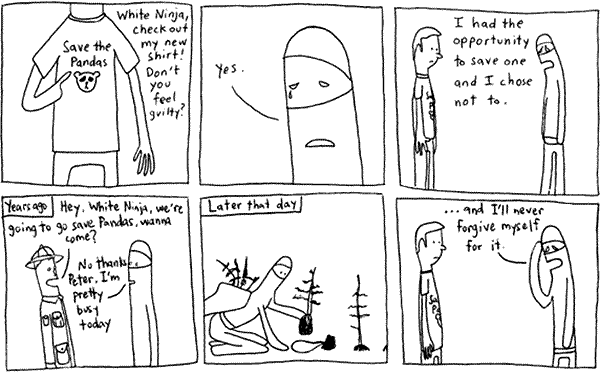 White Ninja,
check out
my new
shirt!
Don't
you
feel
guilty?
Save the
Pandas
Yes.
I had the
opportunity
to save one
and I chose
not to.
Years ago
Hey, White Ninja, we're
going to go save Pandas, wanna
come?
No thanks
Peter, I'm
pretty
busy
today
Later that day
...and I'll never
forgive myself
for it.